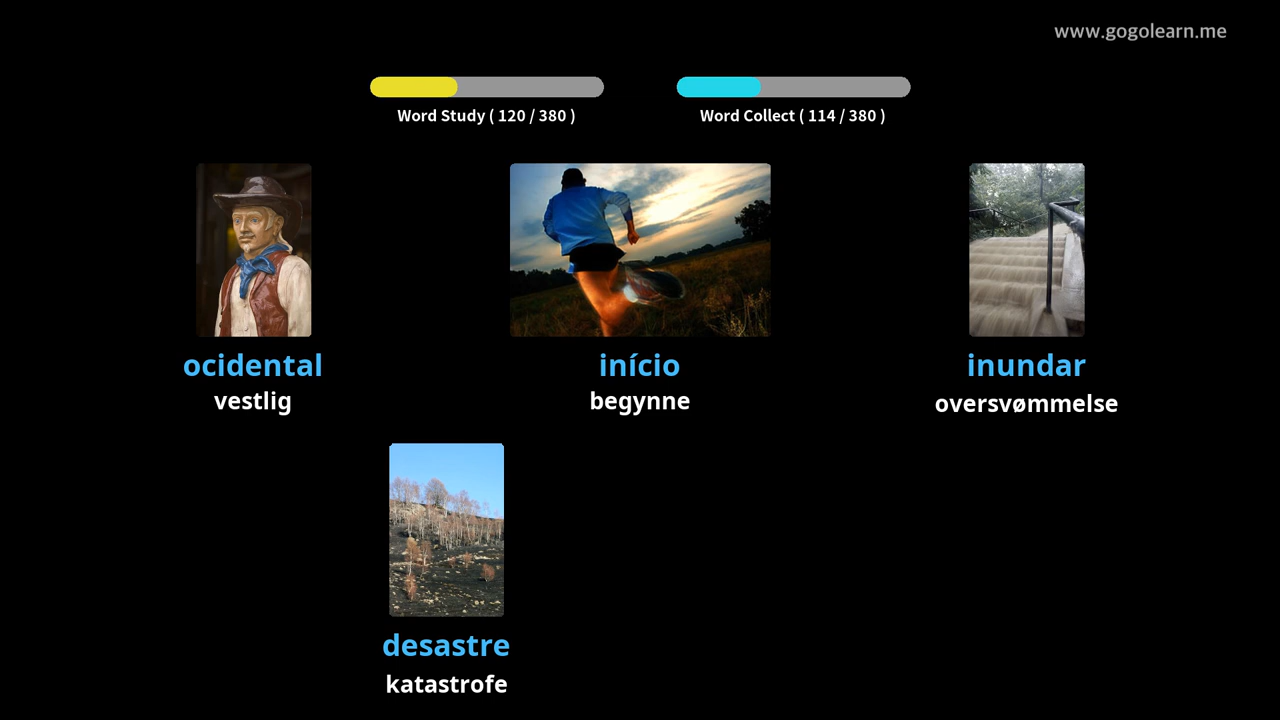 www.gogolearn.me
Word Study ( 120 / 380 )
Word Collect ( 114 / 380 )
ocidental
vestlig
início
begynne
inundar
oversvømmelse
desastre
katastrofe